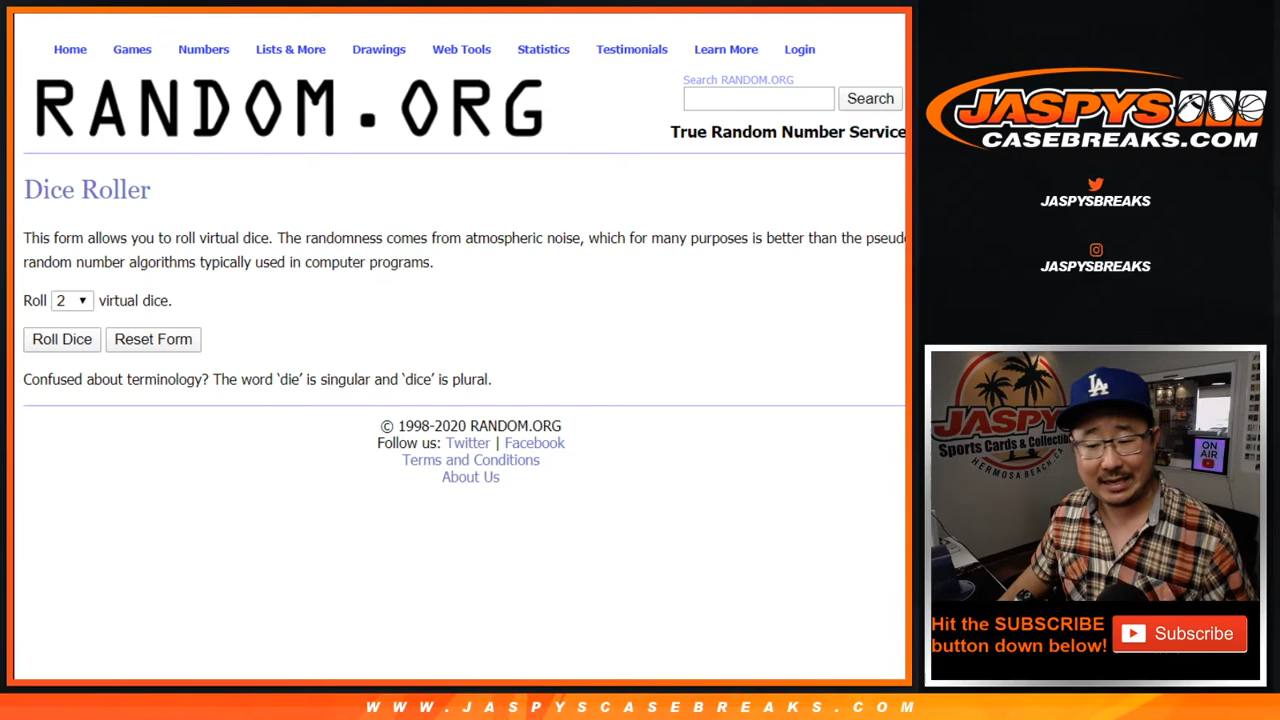 Home Games Numbers Lists & More Drawings Web Tools Statistics Testimonials Learn More Login
RANDOM.ORG
Search RANDOM.ORG
Search
True Random Number Service
Dice Roller
This form allows you to roll virtual dice. The randomness comes from atmospheric noise, which for many purposes is better than the pseudo
random number algorithms typically used in computer programs.
Roll 2 virtual dice.
Roll Dice Reset Form
Confused about terminology? The word ‘die’ is singular and ‘dice’ is plural.
© 1998-2020 RANDOM.ORG
Follow us: Twitter | Facebook
Terms and Conditions
About Us
JASPYS
CASEBREAKS.COM
JASPYSBREAKS
JASPYSBREAKS
JASPYS
Sports Cards & Collectibl
HERMOSA BEACH, CA
LA
ON
AIR
Hit the SUBSCRIBE
button down below!
Subscribe
WWW.JASPYSCASEBREAKS.COM